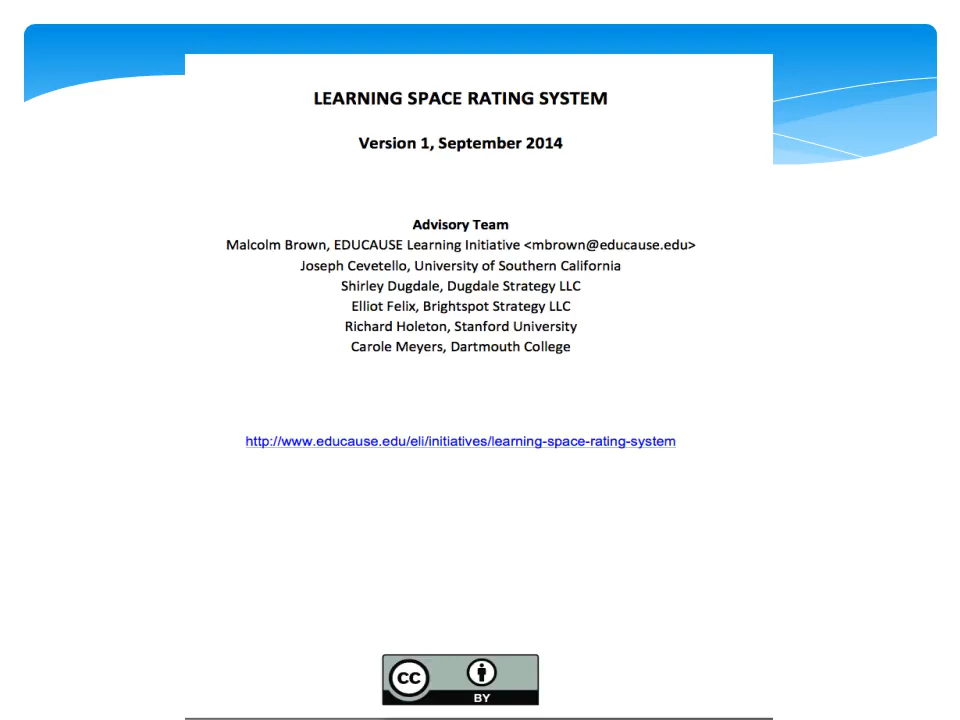 LEARNING SPACE RATING SYSTEM
Version 1, September 2014
Advisory Team
Malcolm Brown, EDUCAUSE Learning Initiative <mbrown@educause.edu>
Joseph Cevetello, University of Southern California
Shirley Dugdale, Dugdale Strategy LLC
Elliot Felix, Brightspot Strategy LLC
Richard Holeton, Stanford University
Carole Meyers, Dartmouth College
http://www.educause.edu/eli/initiatives/learning-space-rating-system
cc
BY